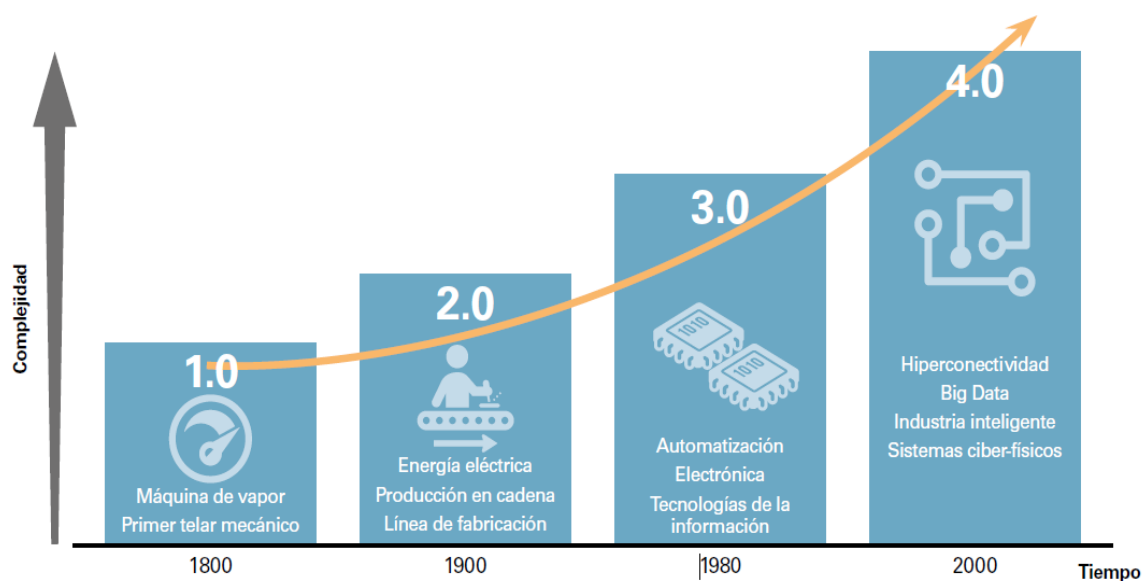 Complejidad
1.0
Máquina de vapor
Primer telar mecánico
2.0
Energía eléctrica
Producción en cadena
Línea de fabricación
3.0
1010
1010
Automatización
Electrónica
Tecnologías de la
información
4.0
Hiperconectividad
Big Data
Industria inteligente
Sistemas ciber-físicos
1800
1900
1980
2000
Tiempo